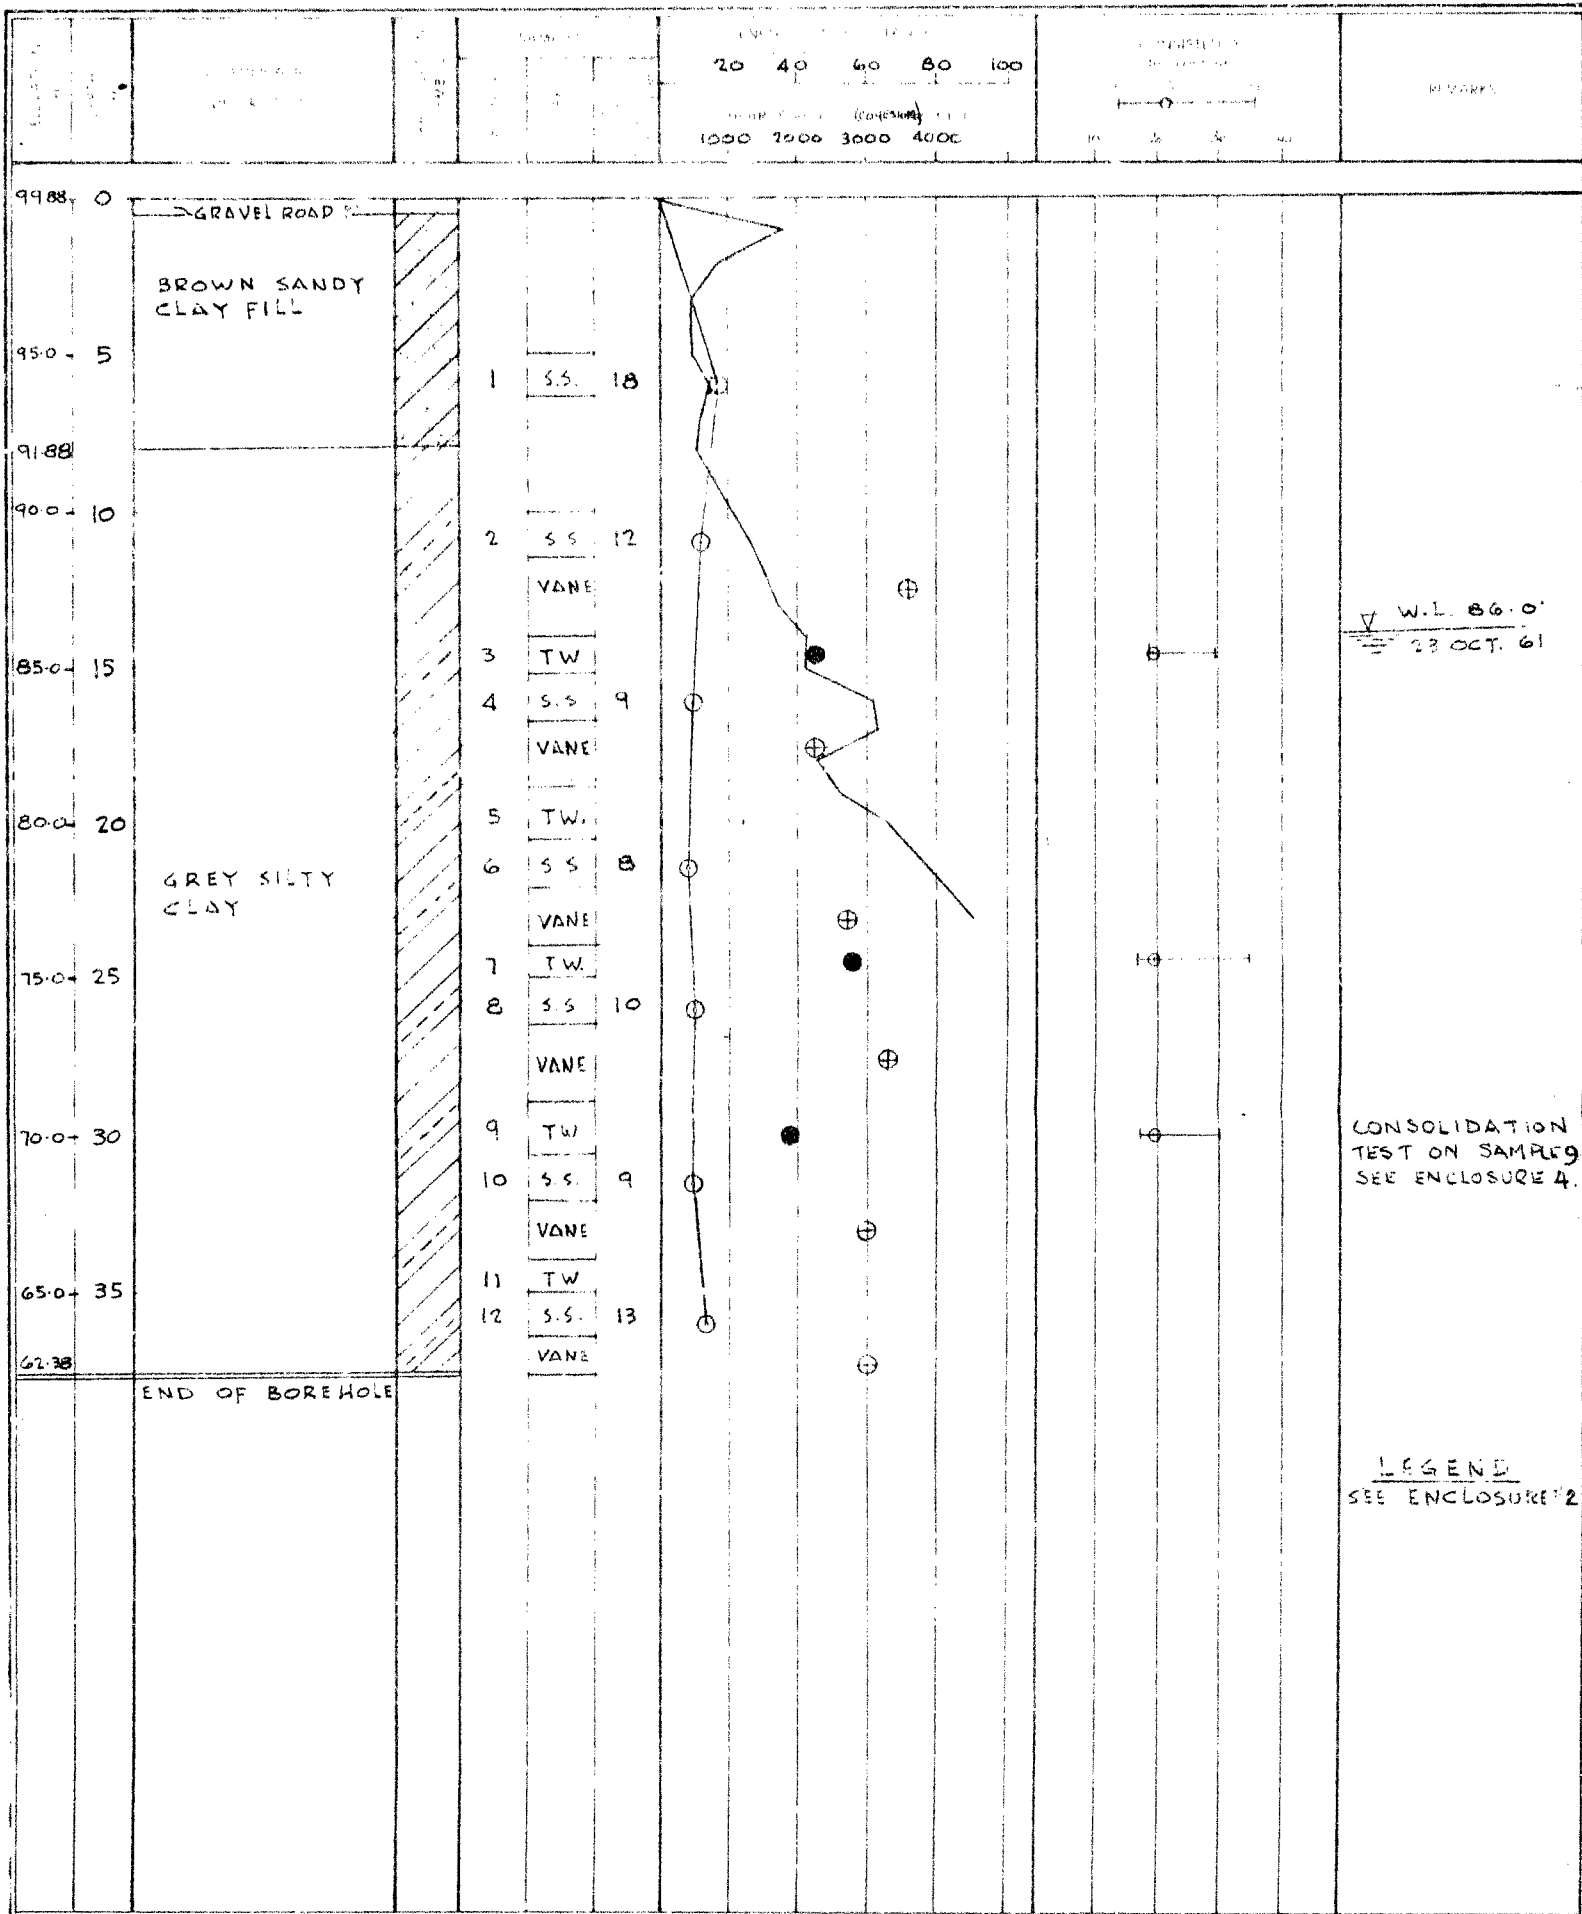 20 40 60 80 100
(COHESION)
1000 2000 3000 4000
REMARKS
10 20 30 40
99.88 0
GRAVEL ROAD
BROWN SANDY
CLAY FILL
95.0 5
1 S.S. 18
91.88
90.0 10
2 S S 12
VANE
W.L. 86.0'
23 OCT. 61
3 TW
85.0 15
4 S.S 9
VANE
5 TW.
80.0 20
6 S S 8
GREY SILTY
CLAY
VANE
7 TW.
75.0 25
8 S.S 10
VANE
9 TW
70.0 30
CONSOLIDATION
TEST ON SAMPLE 9
SEE ENCLOSURE 4.
10 S.S. 9
VANE
11 TW
65.0 35
12 S.S. 13
VANE
62.38
END OF BOREHOLE
LEGEND
SEE ENCLOSURE 2